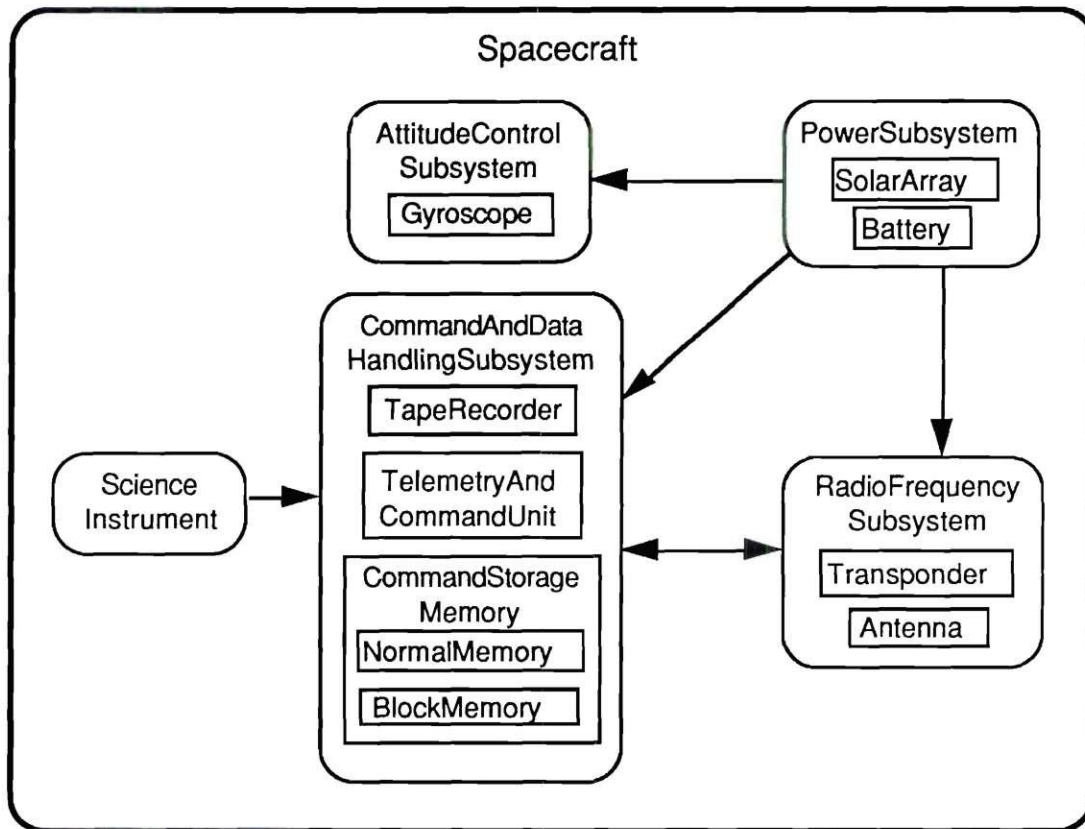 Spacecraft
AttitudeControl
Subsystem
Gyroscope
PowerSubsystem
SolarArray
Battery
CommandAndData
HandlingSubsystem
TapeRecorder
TelemetryAnd
CommandUnit
CommandStorage
Memory
NormalMemory
BlockMemory
Science
Instrument
RadioFrequency
Subsystem
Transponder
Antenna